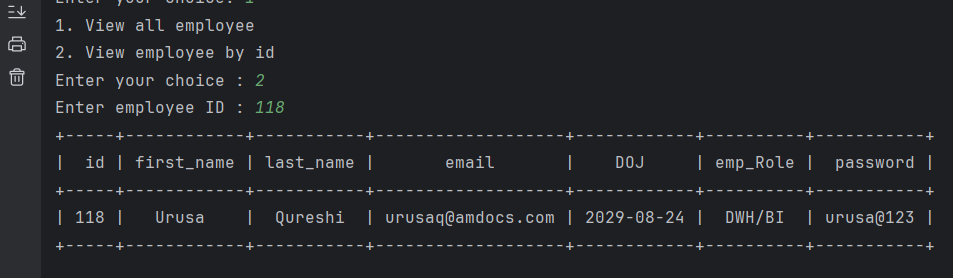 Enter your choice: 1
1. View all employee
2. View employee by id
Enter your choice : 2
Enter employee ID : 118
+-----+------------+-----------+-------------------+------------+----------+-----------+
|  id | first_name | last_name |       email       |    DOJ     | emp_Role |  password |
+-----+------------+-----------+-------------------+------------+----------+-----------+
| 118 |   Urusa    |  Qureshi  | urusaq@amdocs.com | 2029-08-24 |  DWH/BI  | urusa@123 |
+-----+------------+-----------+-------------------+------------+----------+-----------+